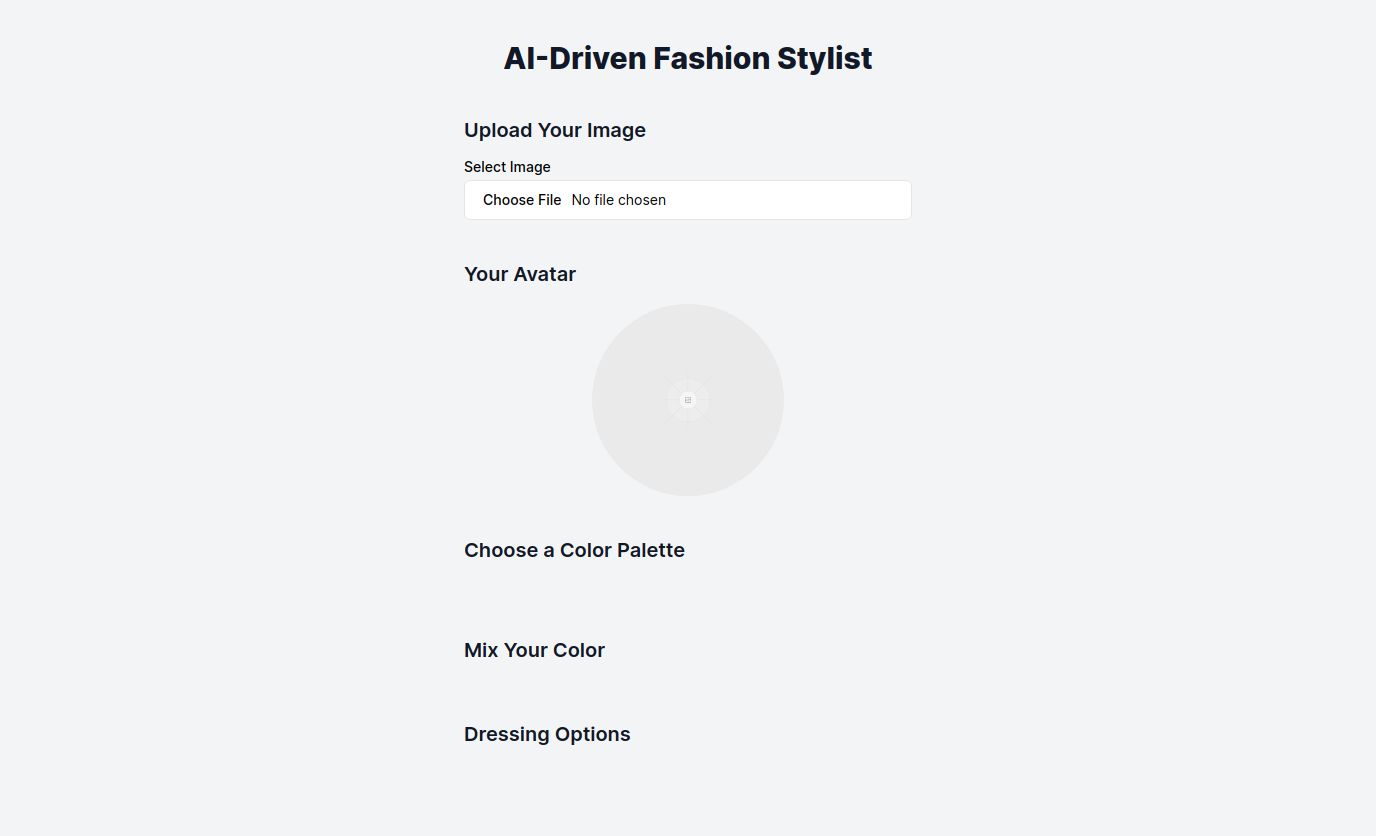 AI-Driven Fashion Stylist
Upload Your Image
Select Image
Choose File No file chosen
Your Avatar
Choose a Color Palette
Mix Your Color
Dressing Options